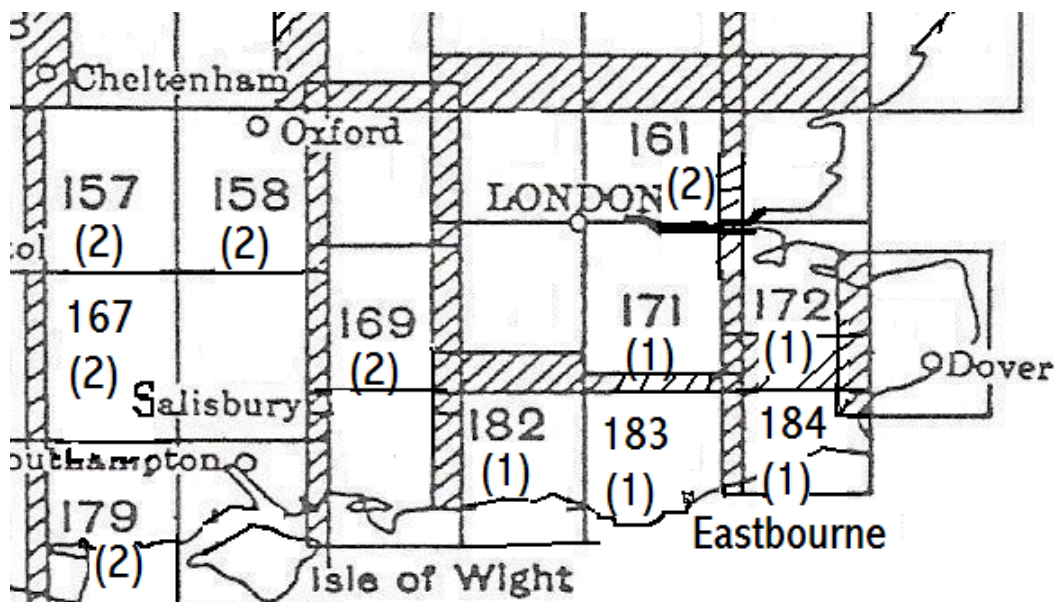 Cheltenham
Oxford
161
(2)
157
(2)
158
(2)
LONDON
167
(2)
169
(2)
171
(1)
172
(1)
Dover
Salisbury
182
(1)
183
(1)
184
(1)
outhampton
179
(2)
Eastbourne
Isle of Wight